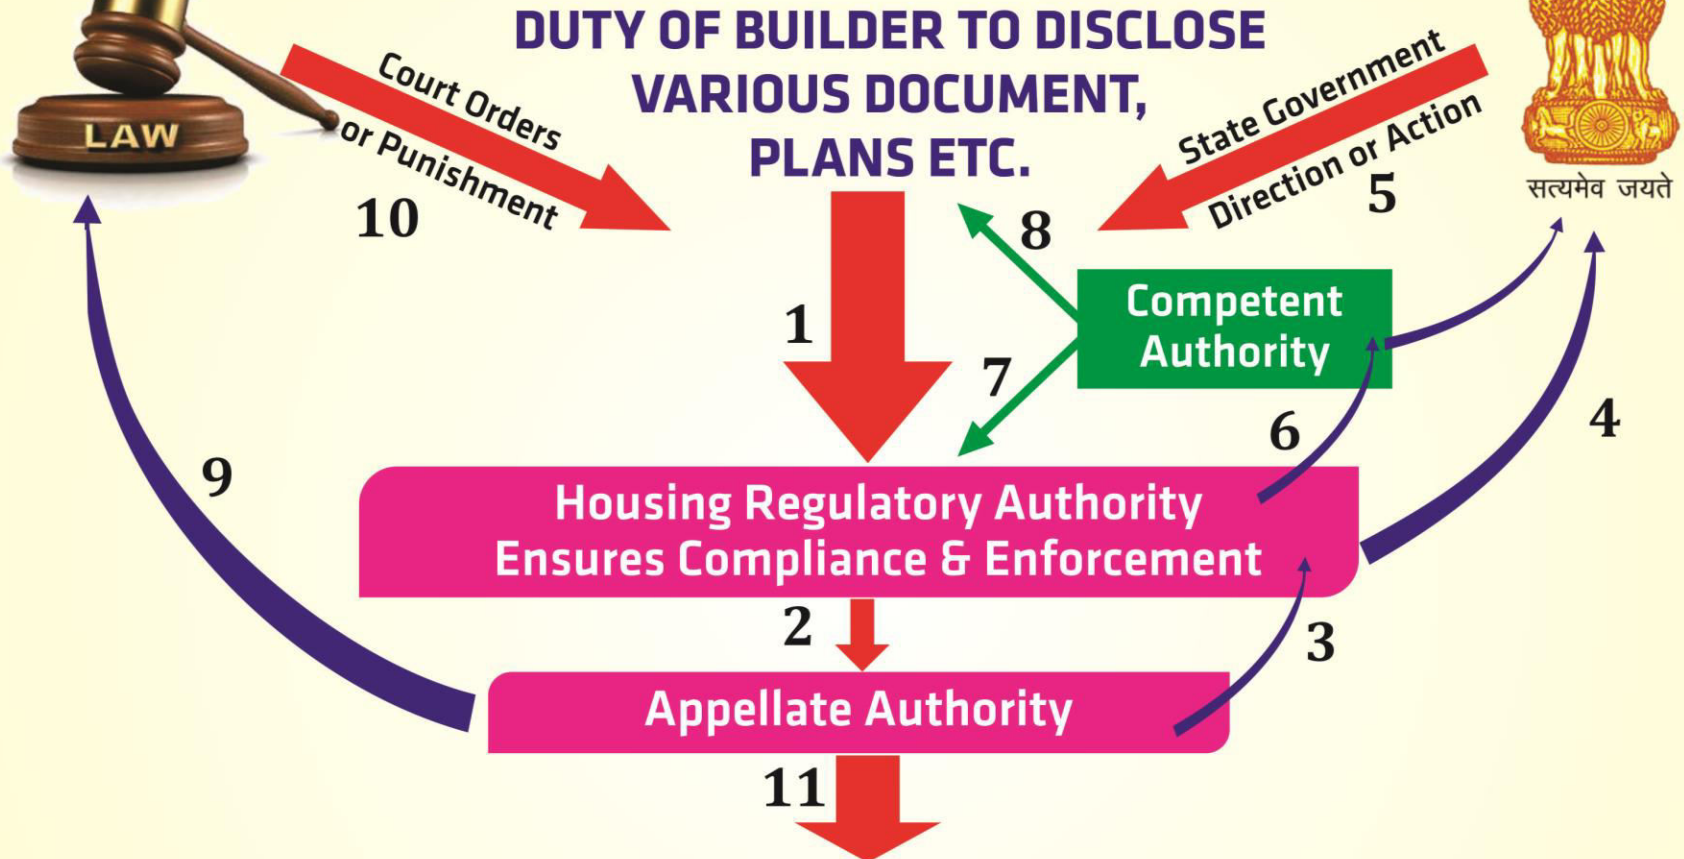 DUTY OF BUILDER TO DISCLOSE
VARIOUS DOCUMENT,
PLANS ETC.
LAW
Court Orders
or Punishment
10
State Government
Direction or Action
5
सत्यमेव जयते
8
1
Competent
Authority
7
6
4
9
Housing Regulatory Authority
Ensures Compliance & Enforcement
2
3
Appellate Authority
11